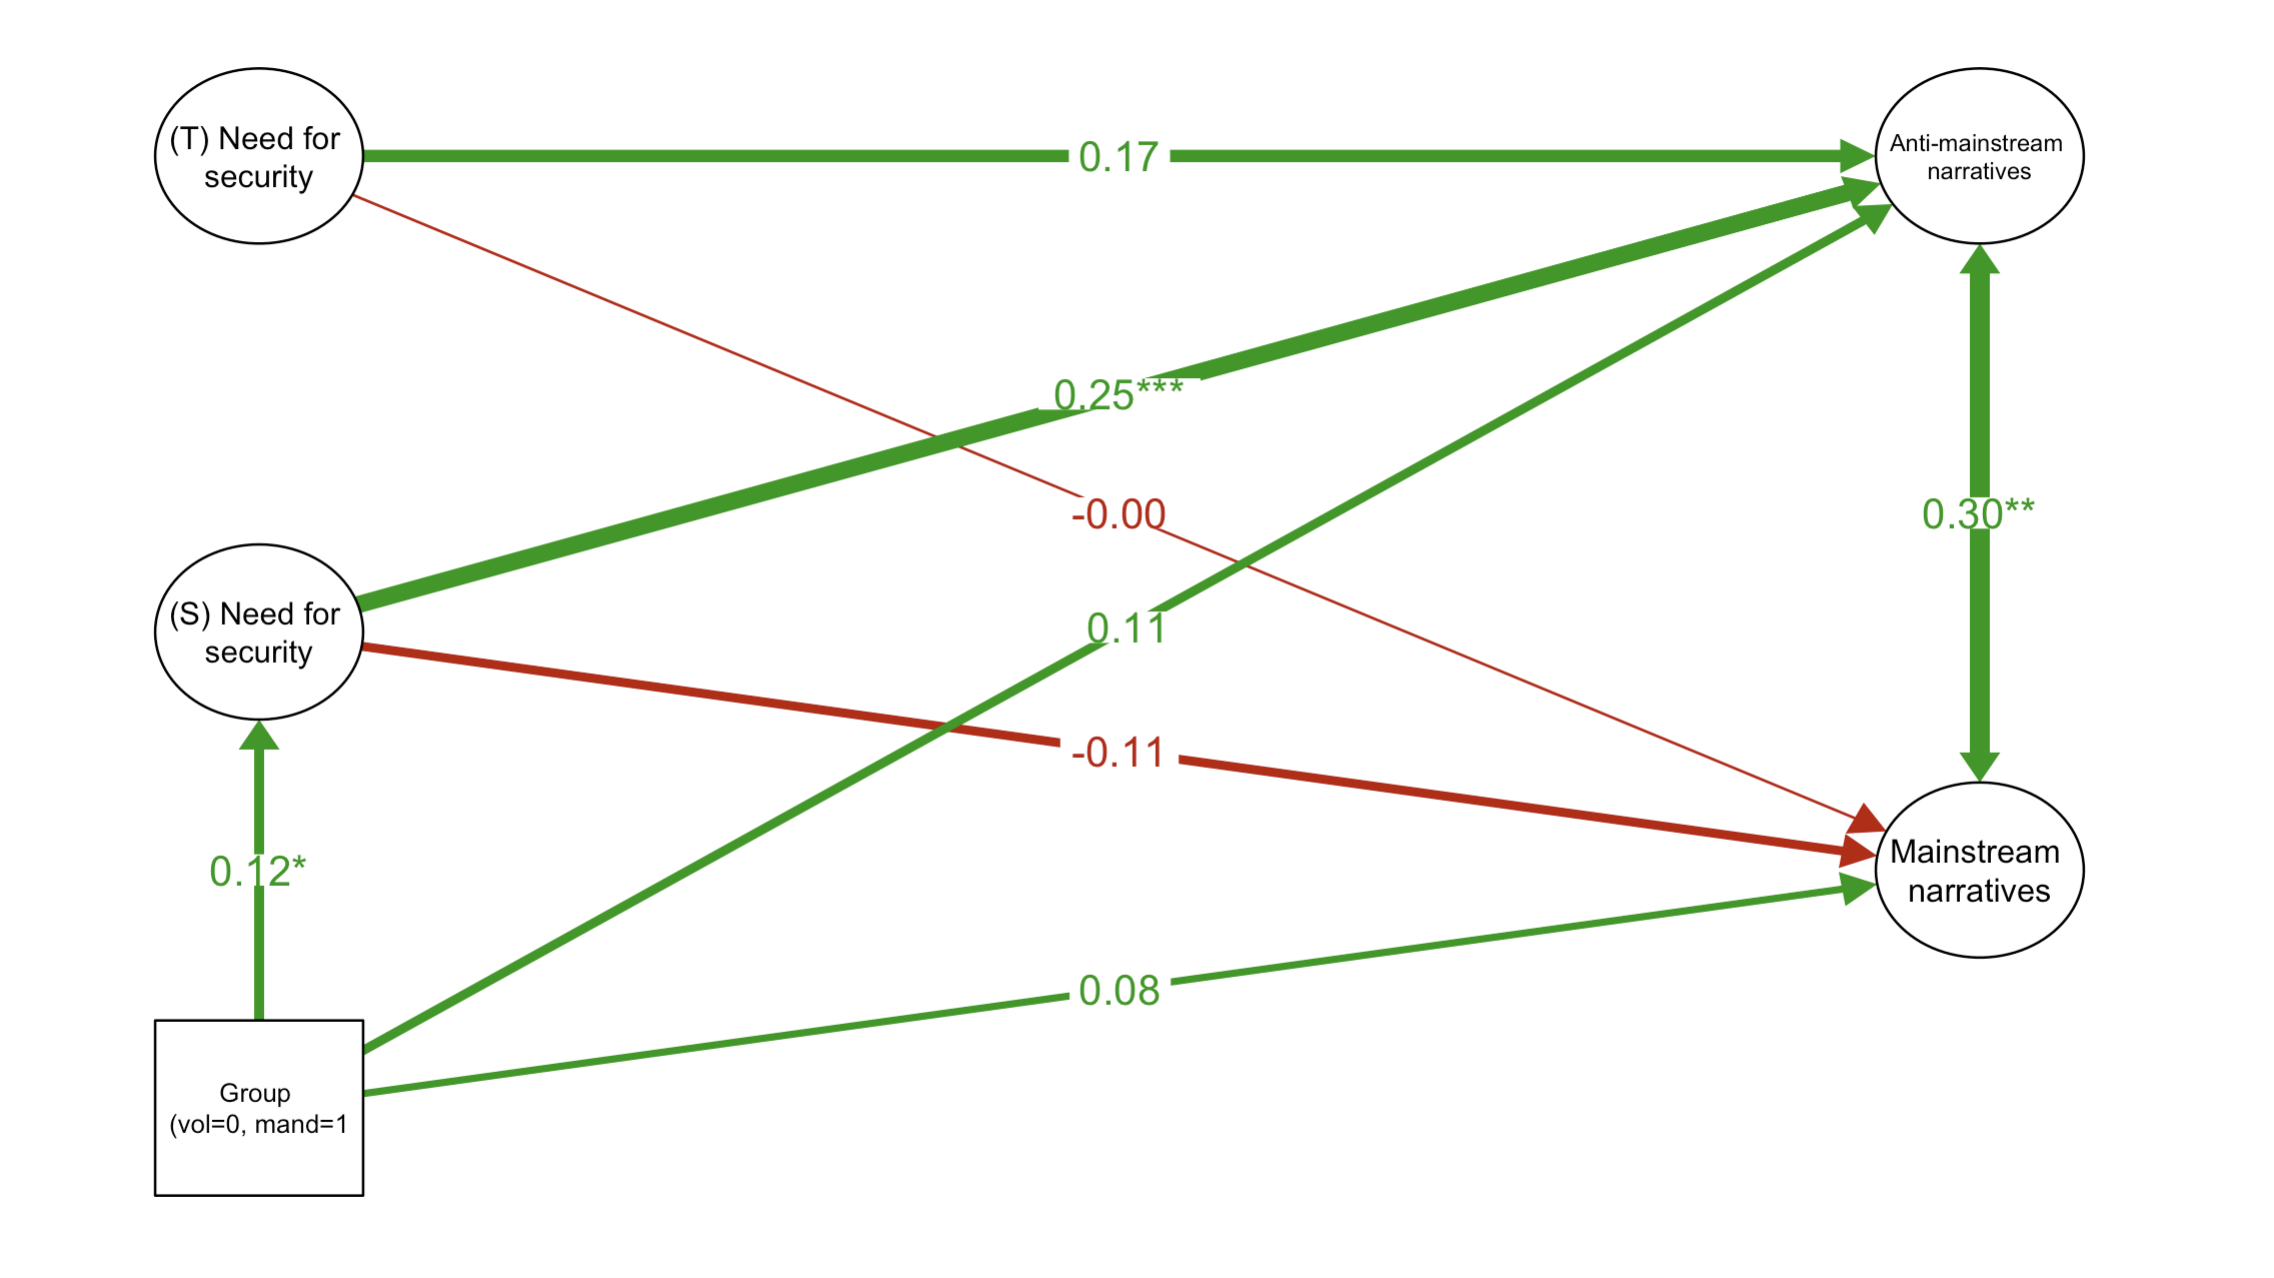 (T) Need for
security
0.17
Anti-mainstream
narratives
0.25***
-0.00
0.30**
(S) Need for
security
0.11
-0.11
0.12*
Mainstream
narratives
0.08
Group
(vol=0, mand=1